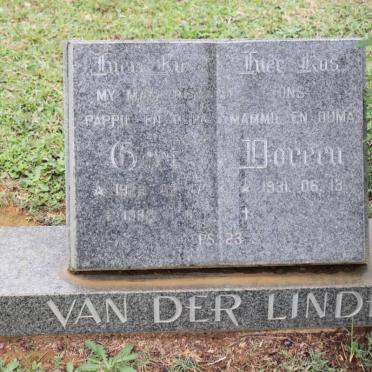 Hier Rus
Hier Rus
MY MAN ONS
ONS
PAPPIE EN OUPA
MAMMIE EN OUMA
Doreen
1931. 06. 13
†
PS 23
VAN DER LINDE